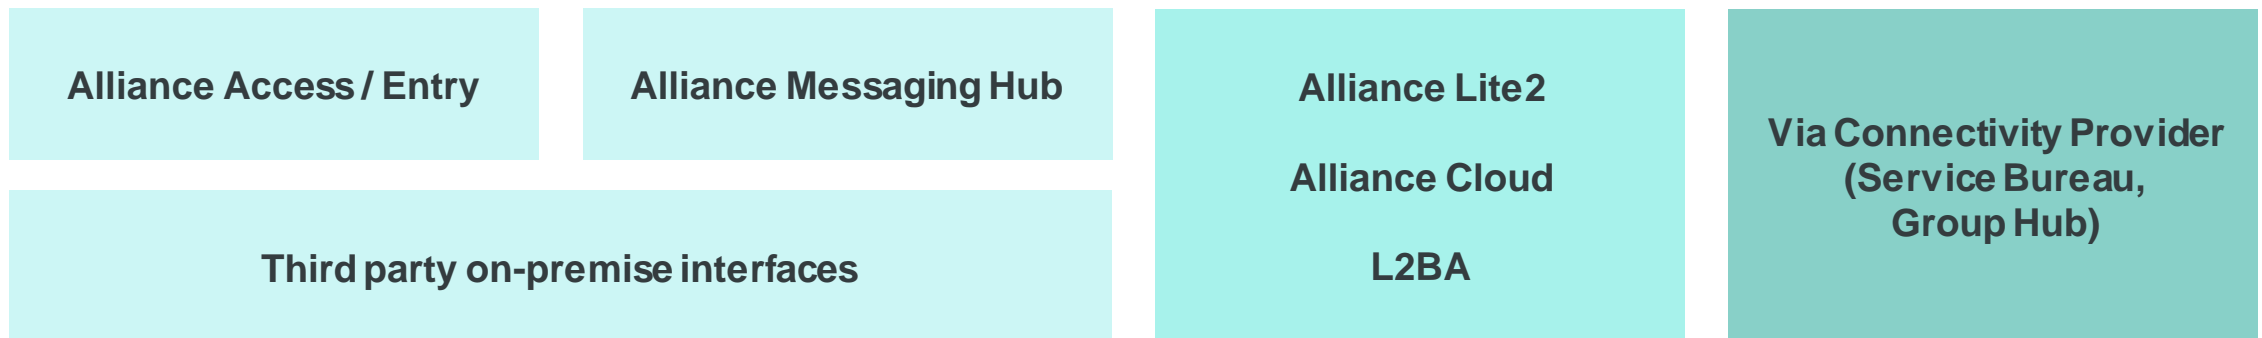 Alliance Access / Entry
Alliance Messaging Hub
Third party on-premise interfaces
Alliance Lite2
Alliance Cloud
L2BA
Via Connectivity Provider
(Service Bureau,
Group Hub)